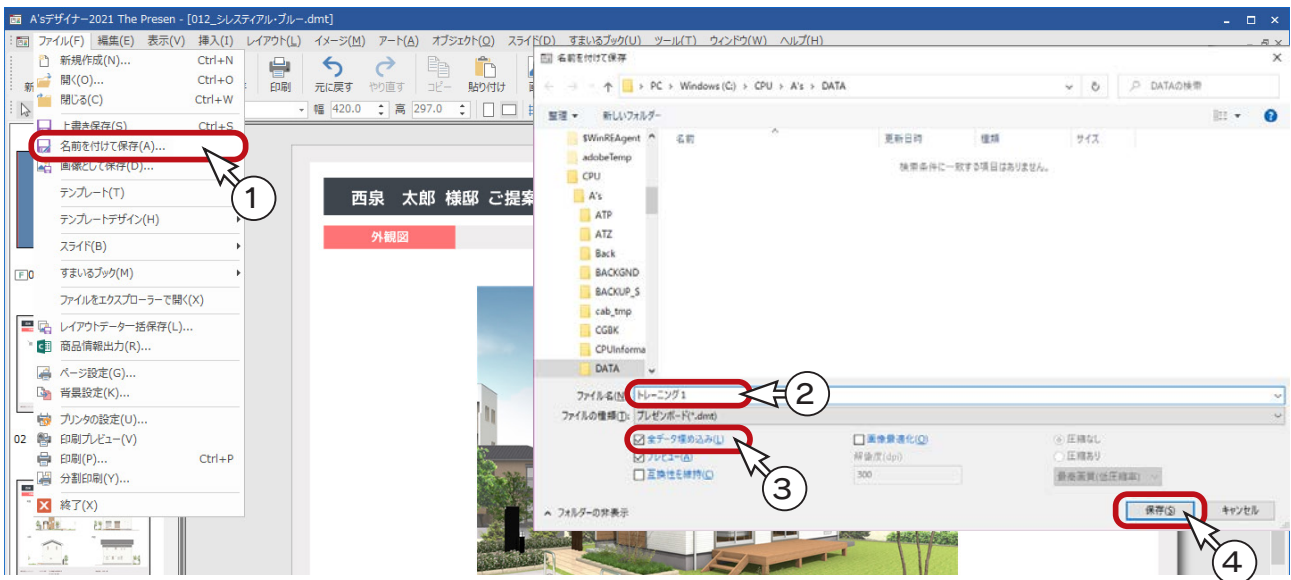 A'sデザイナー2021 The Presen - [012_シレスティアル・ブルー.dmt]
ファイル(F) 編集(E) 表示(V) 挿入(I) レイアウト(L) イメージ(M) アート(A) オブジェクト(O) スライド(D) すまいるブック(U) ツール(T) ウィンドウ(W) ヘルプ(H)
新規作成(N)... Ctrl+N
開く(O)... Ctrl+O
閉じる(C) Ctrl+W
上書き保存(S) Ctrl+S
名前を付けて保存(A)...
画像として保存(D)...
テンプレート(T)
テンプレートデザイン(H)
スライド(B)
すまいるブック(M)
ファイルをエクスプローラーで開く(X)
レイアウトデーター括保存(L)...
商品情報出力(R)...
ページ設定(G)...
背景設定(K)...
プリンタの設定(U)...
印刷プレビュー(V)
印刷(P)... Ctrl+P
分割印刷(Y)...
終了(X)
新
印刷 元に戻す やり直す コピー 貼り付け
幅 420.0 高 297.0
F 0
02
1
西泉 太郎 様邸 ご提案
外観図
名前を付けて保存
PC > Windows (C:) > CPU > A's > DATA
DATAの検索
整理 新しいフォルダー
名前 更新日時 種類 サイズ
検索条件に一致する項目はありません。
$WinREAgent
adobeTemp
CPU
A's
ATP
ATZ
Back
BACKGND
BACKUP_S
cab_tmp
CGBK
CPUInforma
DATA
ファイル名(N): トレーニング1
2
ファイルの種類(T): プレゼンボード(*.dmt)
全データ埋め込み(L)
プレビュー(A)
互換性を維持(C)
3
画像最適化(O)
解像度(dpi)
300
圧縮なし
圧縮あり
最高画質(低圧縮率)
フォルダーの非表示
保存(S) キャンセル
4